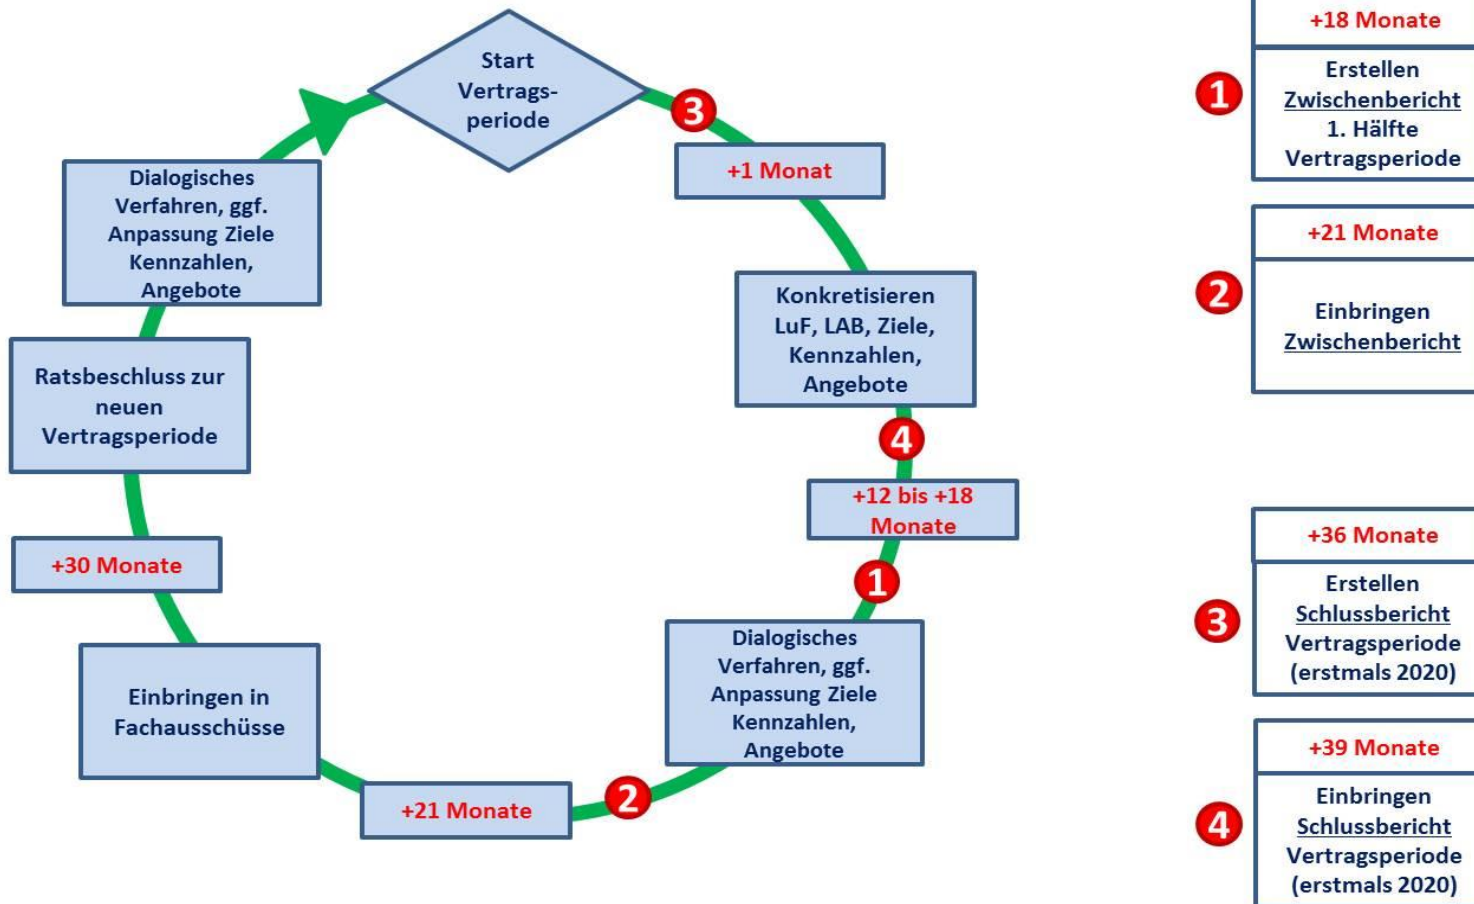 Start
Vertrags-
periode
3
+1 Monat
Konkretisieren
LuF, LAB, Ziele,
Kennzahlen,
Angebote
4
+12 bis +18
Monate
1
Dialogisches
Verfahren, ggf.
Anpassung Ziele
Kennzahlen,
Angebote
2
+21 Monate
Einbringen in
Fachausschüsse
+30 Monate
Ratsbeschluss zur
neuen
Vertragsperiode
Dialogisches
Verfahren, ggf.
Anpassung Ziele
Kennzahlen,
Angebote
+18 Monate
1
Erstellen
Zwischenbericht
1. Hälfte
Vertragsperiode
+21 Monate
2
Einbringen
Zwischenbericht
+36 Monate
3
Erstellen
Schlussbericht
Vertragsperiode
(erstmals 2020)
+39 Monate
4
Einbringen
Schlussbericht
Vertragsperiode
(erstmals 2020)